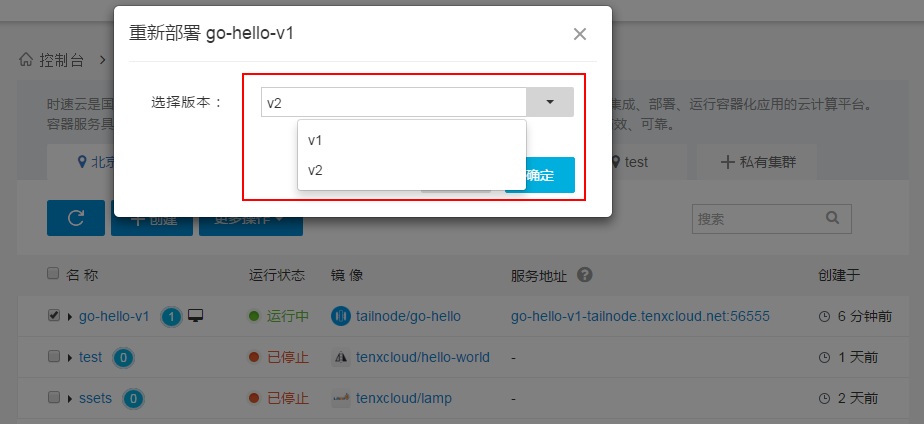 重新部署 go-hello-v1
控制台
选择版本：
v2
v1
v2
确定
时速云是国
集成、部署、运行容器化应用的云计算平台。
容器服务具
效、可靠。
北京
test
私有集群
创建
更多操作
搜索
名 称
运行状态
镜 像
服务地址
创建于
go-hello-v1 1
运行中
tailnode/go-hello
go-hello-v1-tailnode.tenxcloud.net:56555
6 分钟前
test 0
已停止
tenxcloud/hello-world
-
1 天前
ssets 0
已停止
tenxcloud/lamp
-
2 天前